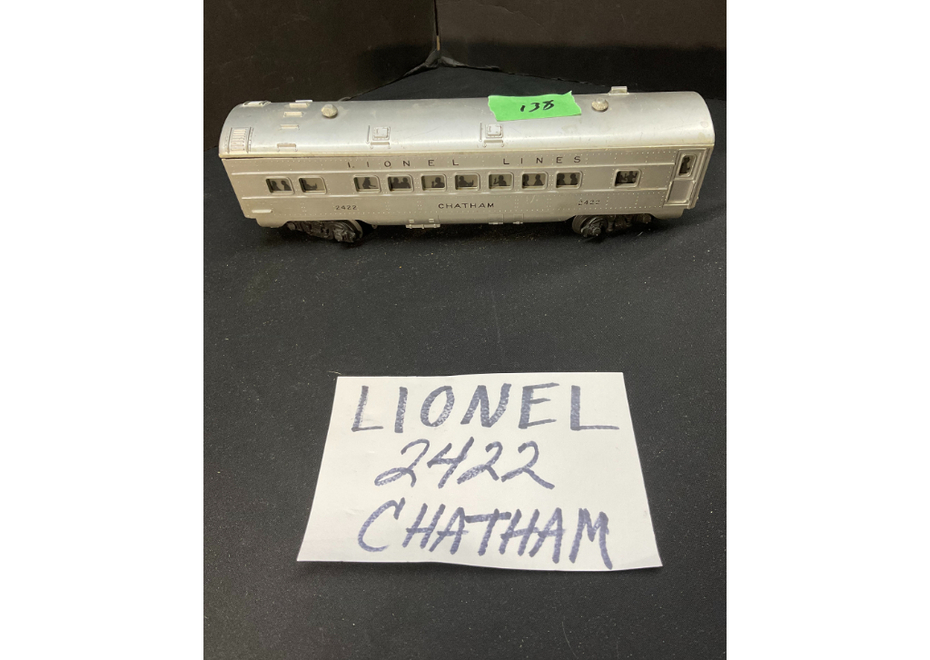 138
LIONEL LINES
2422 CHATHAM 2422
LIONEL
2422
CHATHAM